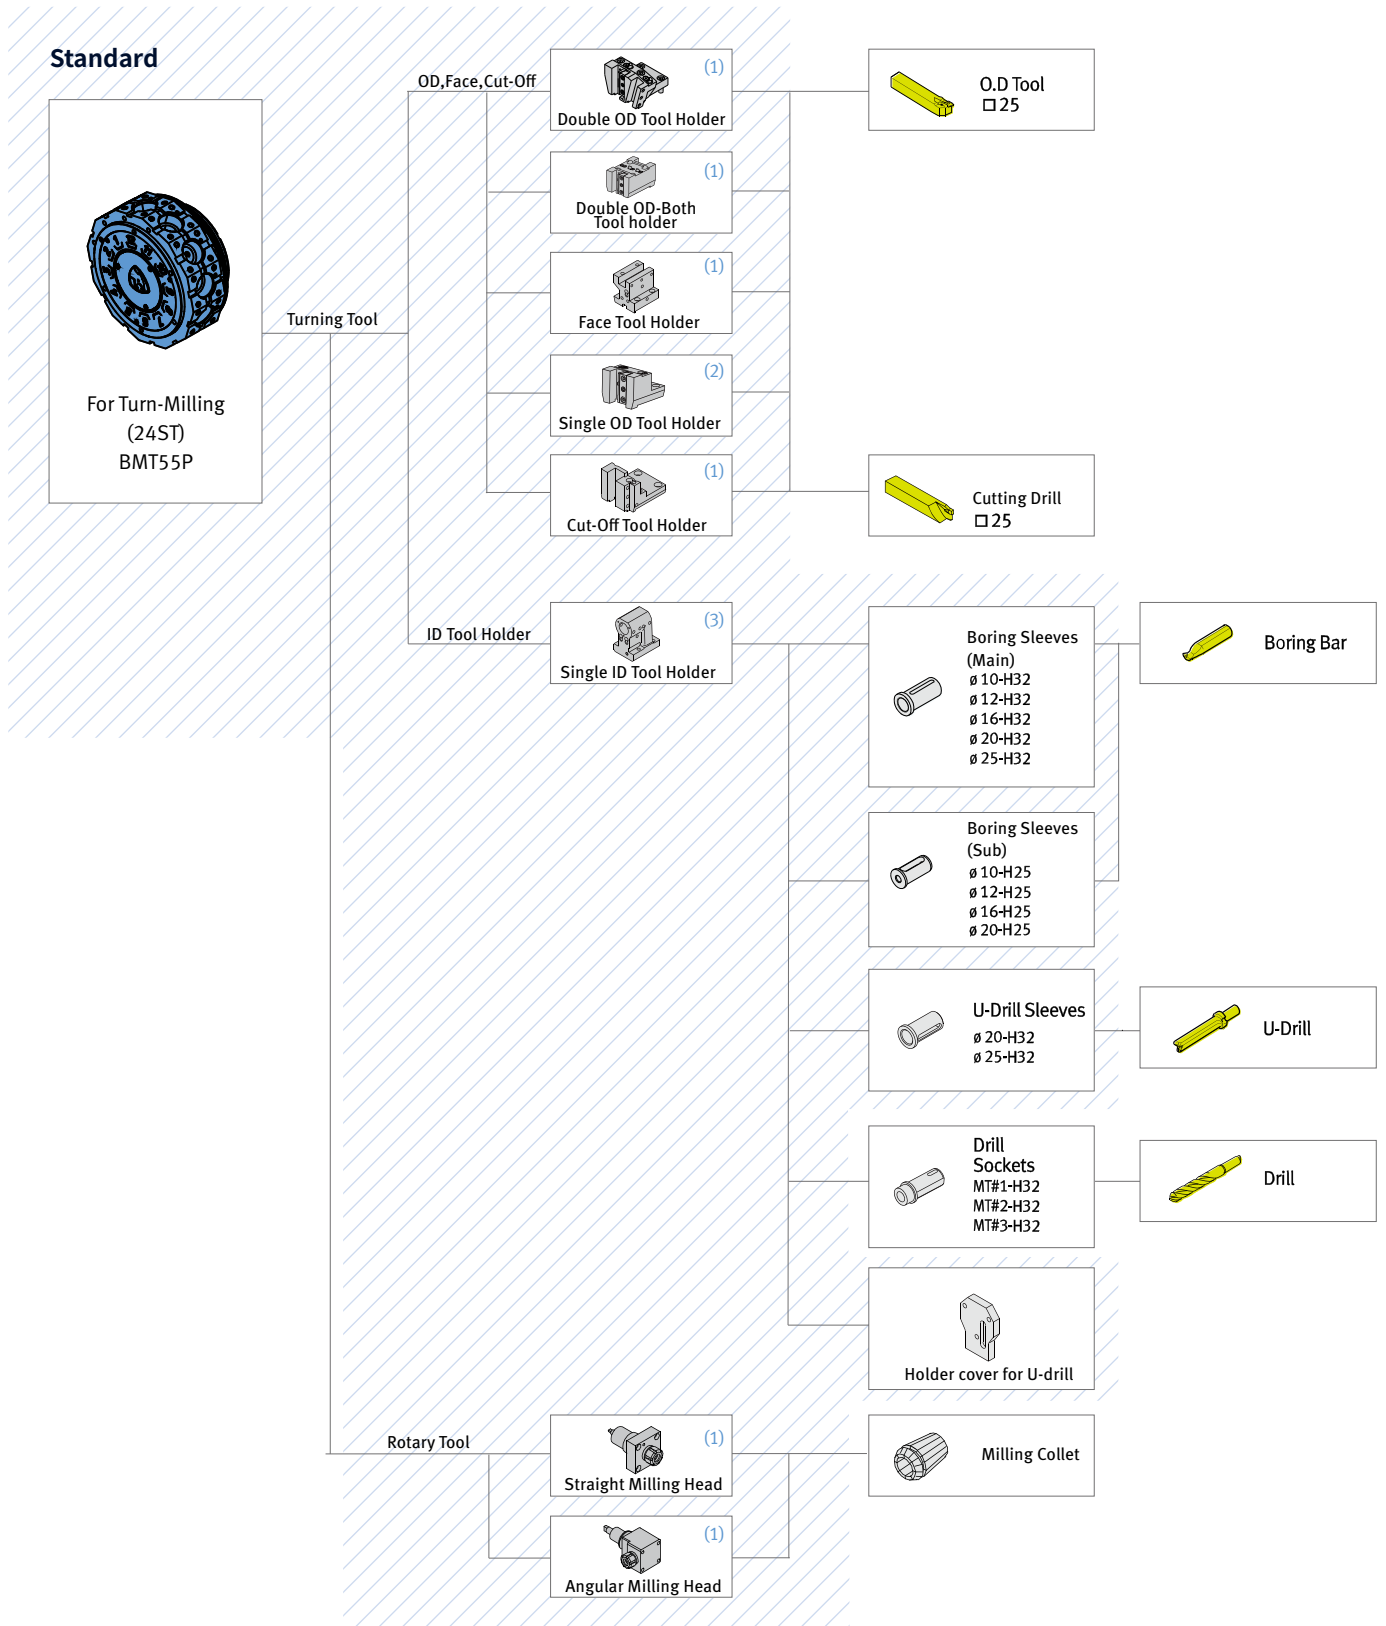 Standard
For Turn-Milling
(24ST)
BMT55P
Turning Tool
OD,Face,Cut-Off
(1)
Double OD Tool Holder
(1)
Double OD-Both
Tool holder
(1)
Face Tool Holder
(2)
Single OD Tool Holder
(1)
Cut-Off Tool Holder
O.D Tool
□25
Cutting Drill
□25
ID Tool Holder
(3)
Single ID Tool Holder
Boring Sleeves
(Main)
ø 10-H32
ø 12-H32
ø 16-H32
ø 20-H32
ø 25-H32
Boring Bar
Boring Sleeves
(Sub)
ø 10-H25
ø 12-H25
ø 16-H25
ø 20-H25
U-Drill Sleeves
ø 20-H32
ø 25-H32
U-Drill
Drill
Sockets
MT#1-H32
MT#2-H32
MT#3-H32
Drill
Holder cover for U-drill
Rotary Tool
(1)
Straight Milling Head
(1)
Angular Milling Head
Milling Collet